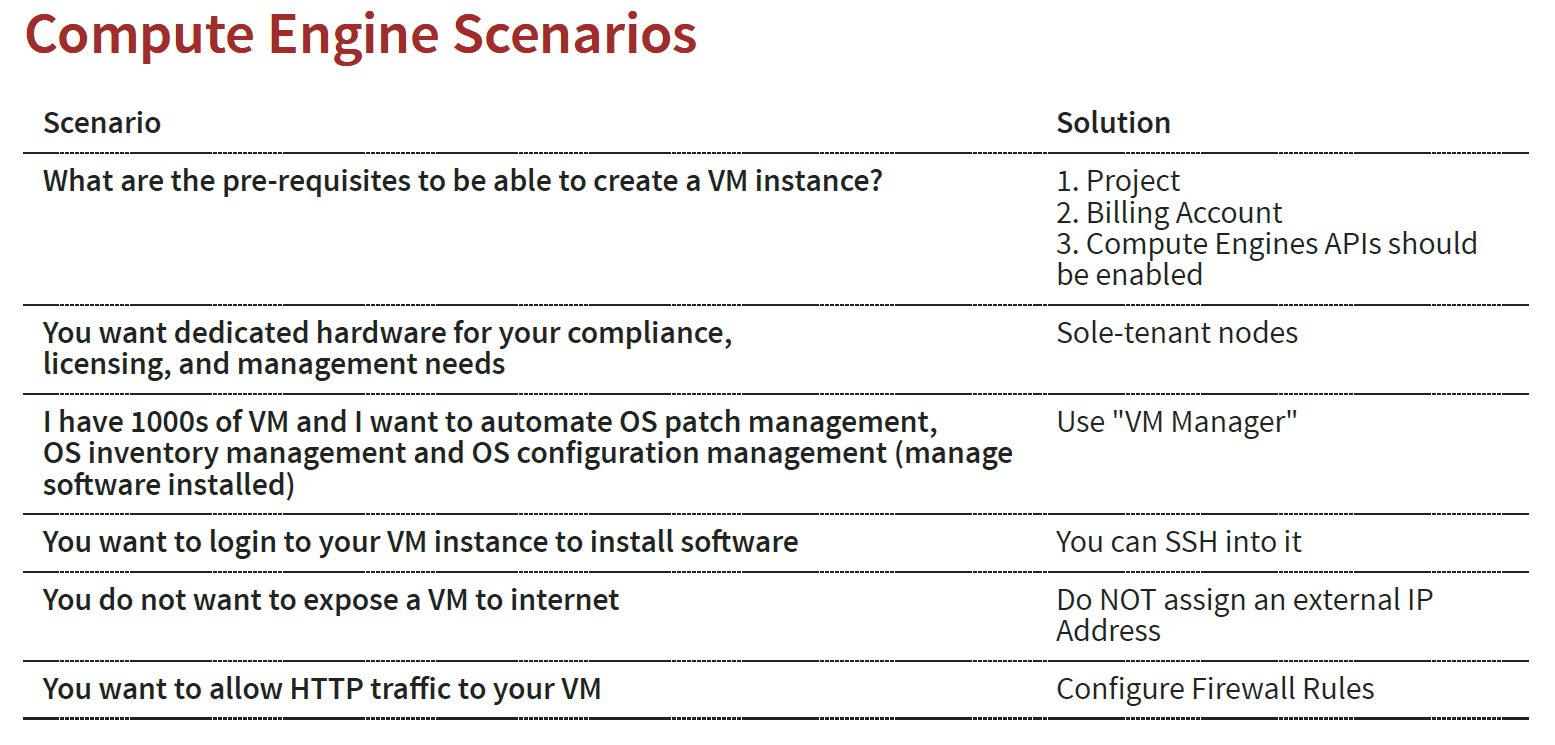 Compute Engine Scenarios
Scenario
Solution
What are the pre-requisites to be able to create a VM instance?
1. Project
2. Billing Account
3. Compute Engines APIs should
be enabled
You want dedicated hardware for your compliance,
licensing, and management needs
Sole-tenant nodes
I have 1000s of VM and I want to automate OS patch management,
OS inventory management and OS configuration management (manage
software installed)
Use "VM Manager"
You want to login to your VM instance to install software
You can SSH into it
You do not want to expose a VM to internet
Do NOT assign an external IP
Address
You want to allow HTTP traffic to your VM
Configure Firewall Rules